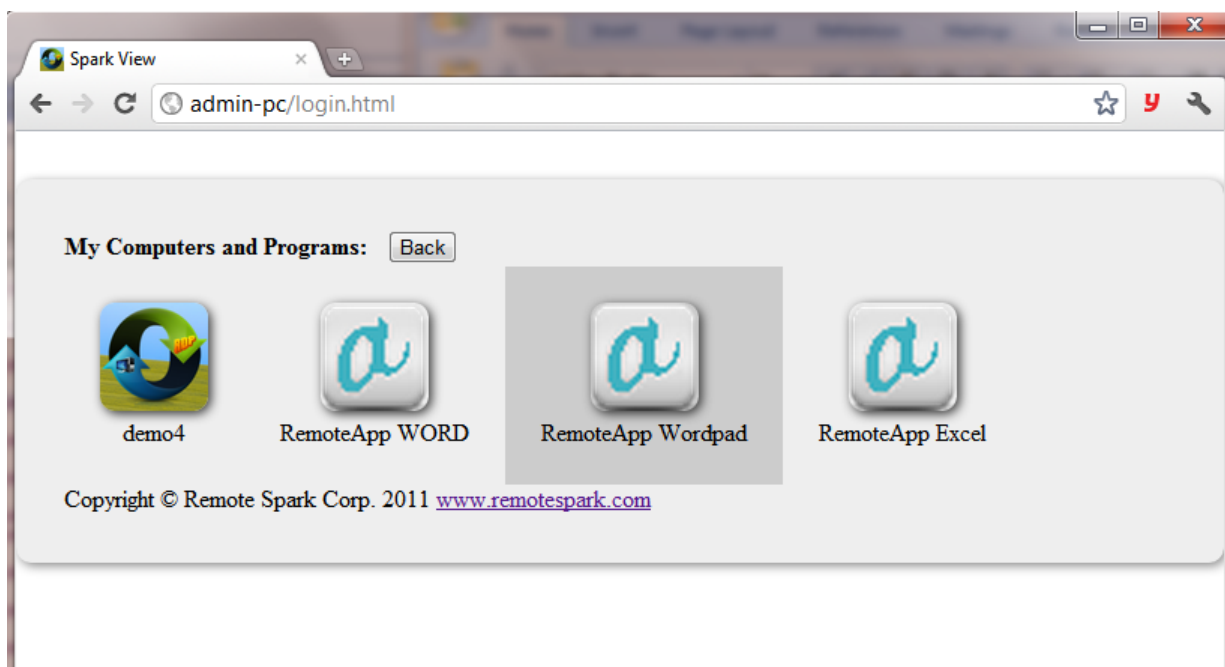 Spark View
admin-pc/login.html
My Computers and Programs: Back
demo4 RemoteApp WORD RemoteApp Wordpad RemoteApp Excel
Copyright © Remote Spark Corp. 2011 www.remotespark.com